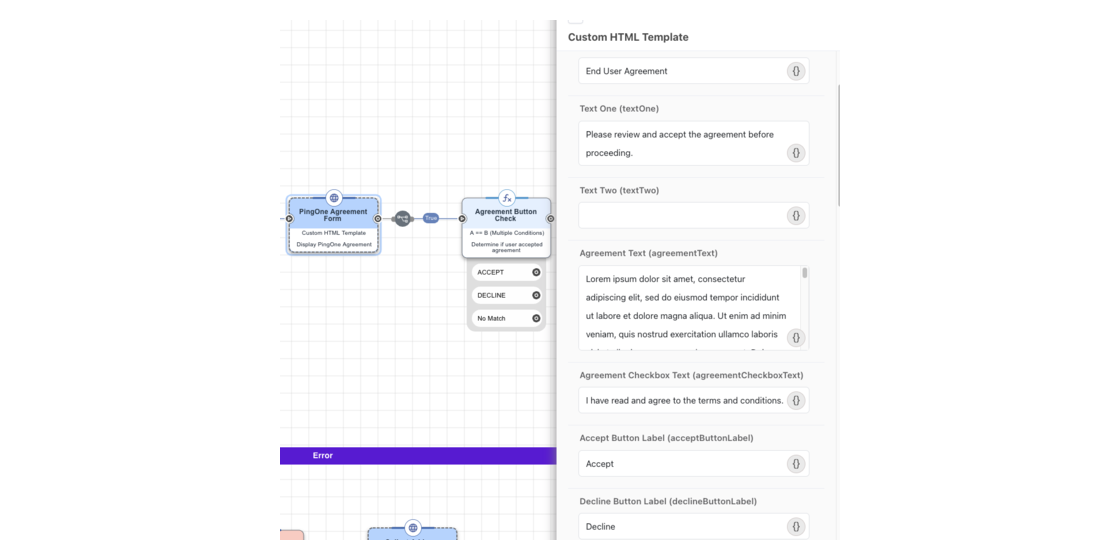 Custom HTML Template
End User Agreement
{}
Text One (textOne)
Please review and accept the agreement before
proceeding.
{}
Text Two (textTwo)
{}
Agreement Text (agreementText)
Lorem ipsum dolor sit amet, consectetur
adipiscing elit, sed do eiusmod tempor incididunt
ut labore et dolore magna aliqua. Ut enim ad minim
veniam, quis nostrud exercitation ullamco laboris
{}
Agreement Checkbox Text (agreementCheckboxText)
I have read and agree to the terms and conditions.
{}
Accept Button Label (acceptButtonLabel)
Accept
{}
Decline Button Label (declineButtonLabel)
Decline
{}
PingOne Agreement
Form
Custom HTML Template
Display PingOne Agreement
True
Agreement Button
Check
A == B (Multiple Conditions)
Determine if user accepted
agreement
ACCEPT
DECLINE
No Match
Error